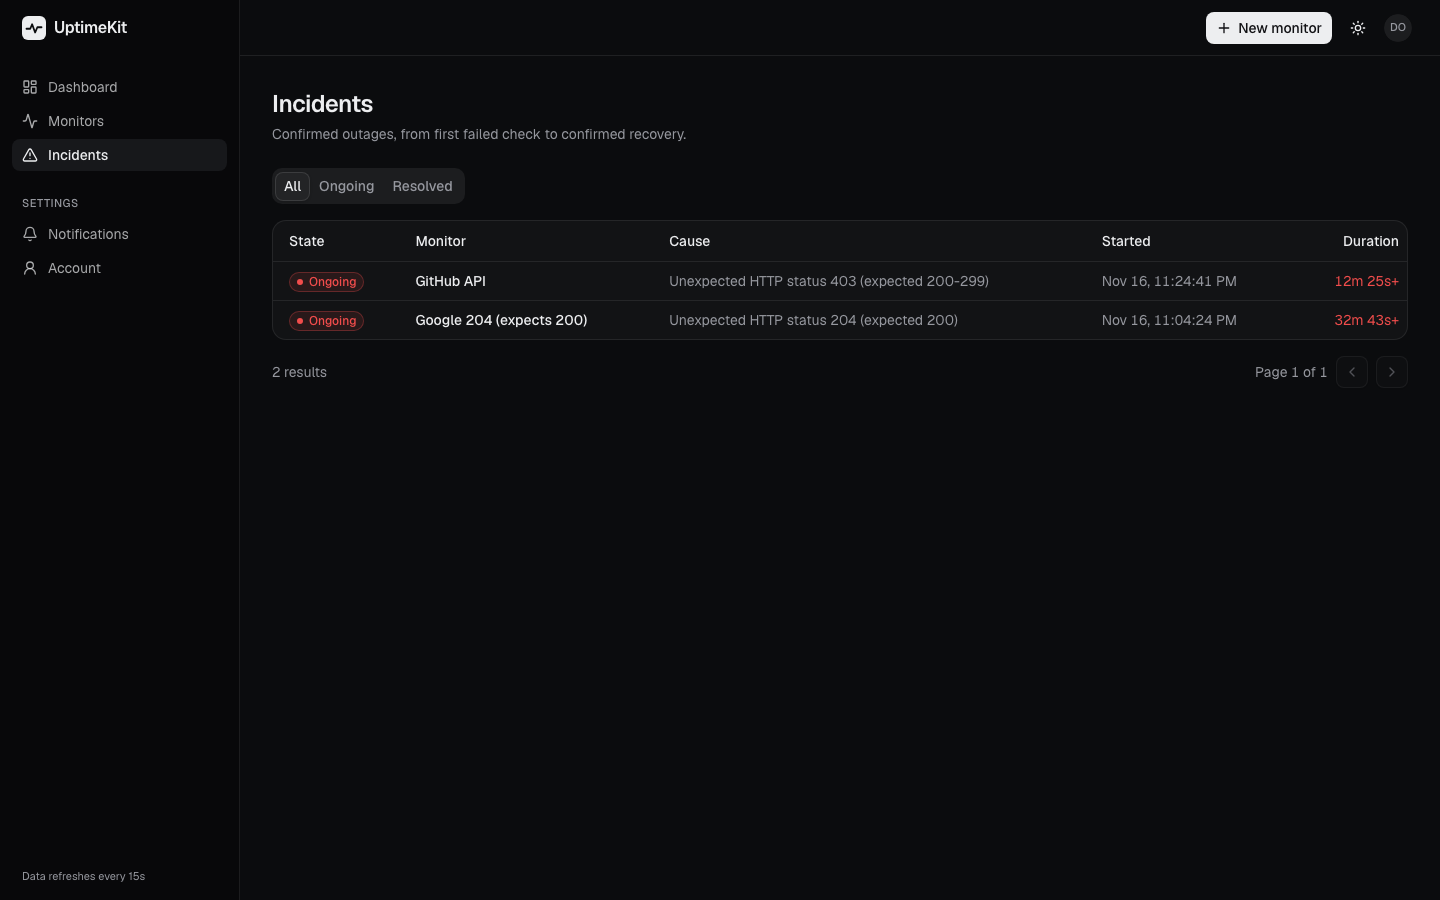 UptimeKit
New monitor
DO
Dashboard
Monitors
Incidents
SETTINGS
Notifications
Account
Data refreshes every 15s
Incidents
Confirmed outages, from first failed check to confirmed recovery.
All Ongoing Resolved
State Monitor Cause Started Duration
Ongoing GitHub API Unexpected HTTP status 403 (expected 200-299) Nov 16, 11:24:41 PM 12m 25s+
Ongoing Google 204 (expects 200) Unexpected HTTP status 204 (expected 200) Nov 16, 11:04:24 PM 32m 43s+
2 results Page 1 of 1